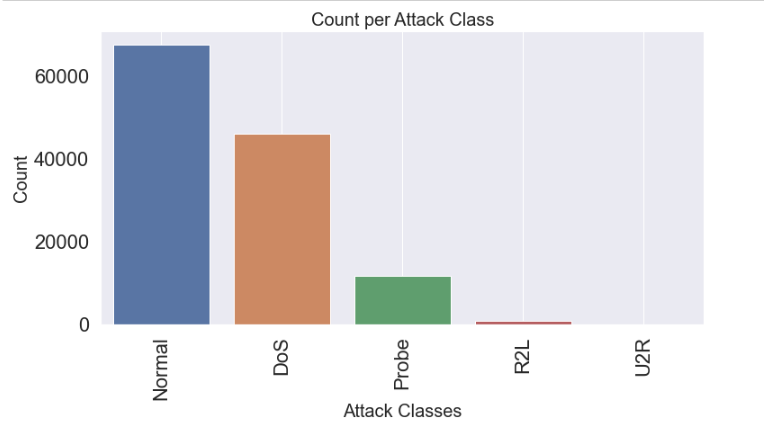 Count per Attack Class
60000
40000
20000
0
Count
Normal
DoS
Probe
R2L
U2R
Attack Classes